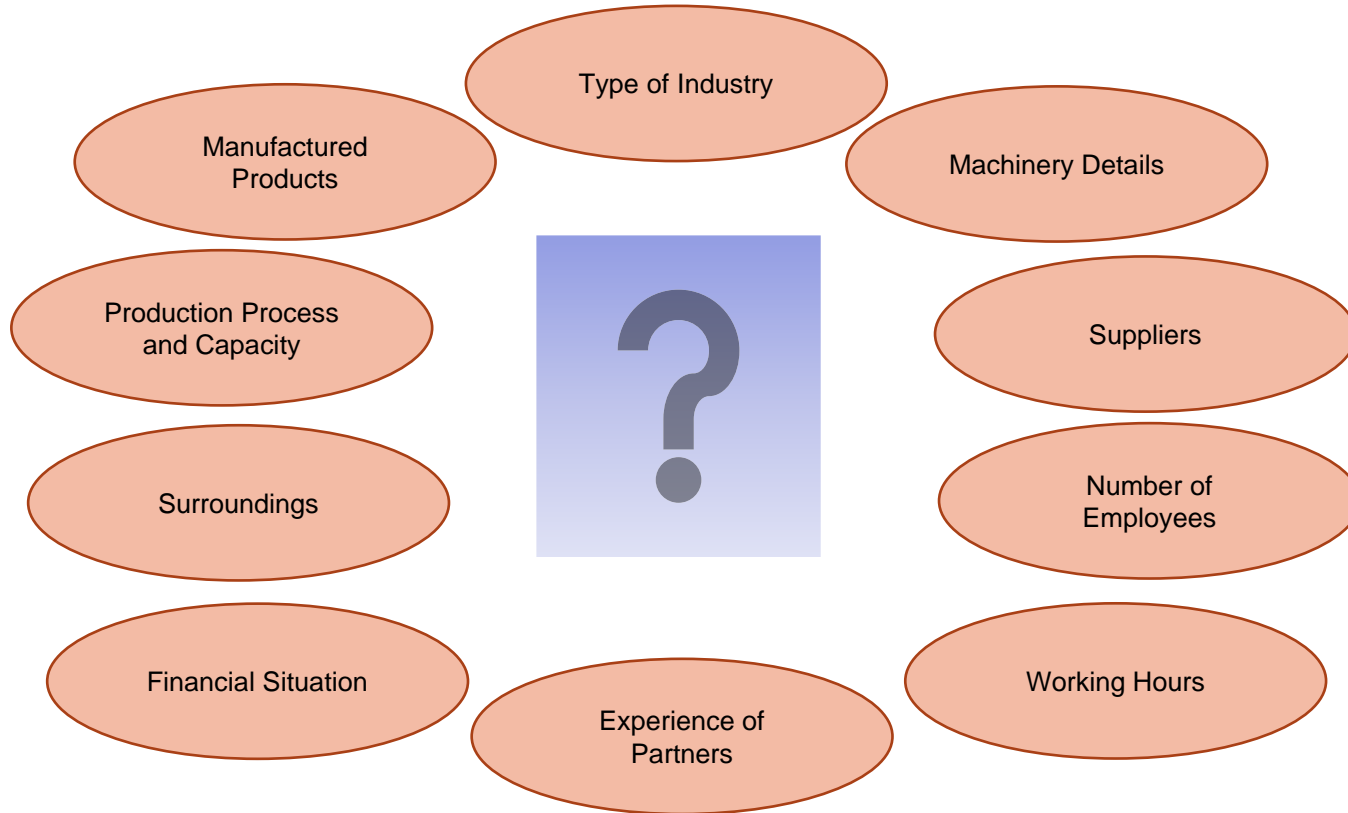 Type of Industry
Manufactured
Products
Machinery Details
Production Process
and Capacity
Suppliers
Surroundings
Number of
Employees
Financial Situation
Working Hours
Experience of
Partners
?